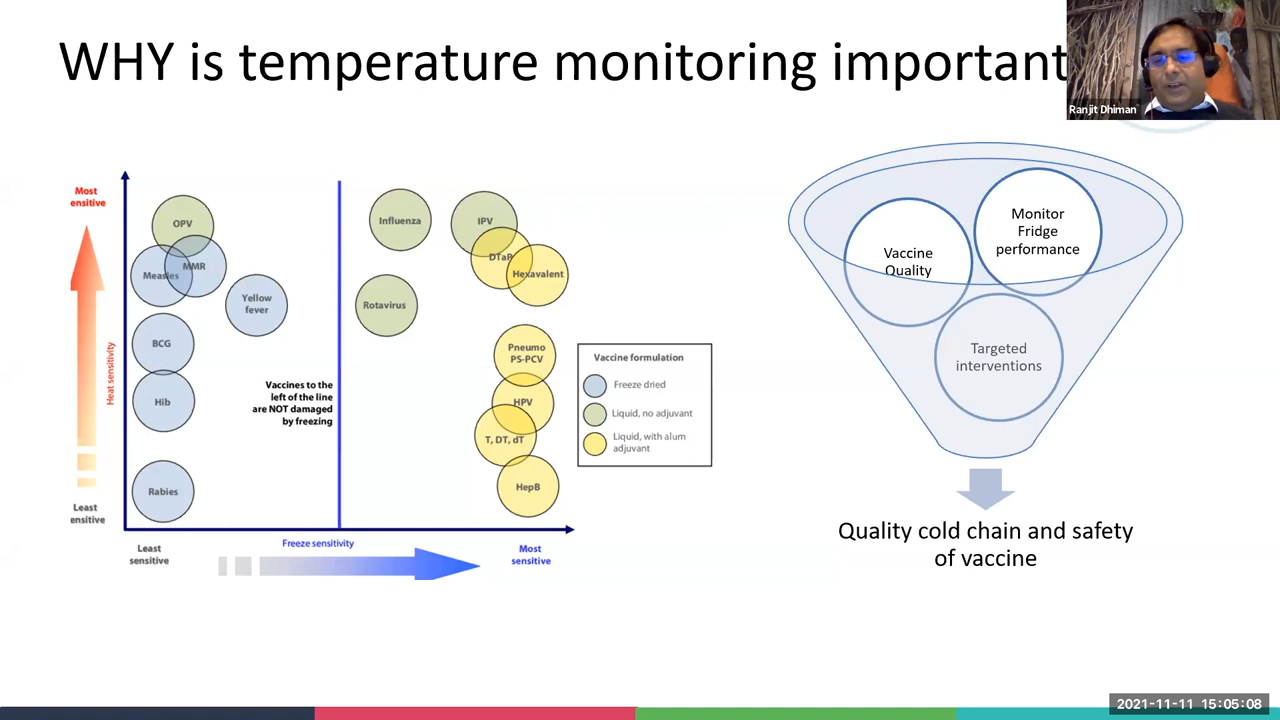 WHY is temperature monitoring important
Ranjit Dhiman
Most
ensitive
Heat sensitivity
Least
ensitive
OPV
Measles
MMR
Yellow
fever
BCG
Hib
Rabies
Vaccines to the
left of the line
are NOT damaged
by freezing
Influenza
IPV
DTaP
Hexavalent
Rotavirus
Pneumo
PS-PCV
HPV
T, DT, dT
HepB
Vaccine formulation
Freeze dried
Liquid, no adjuvant
Liquid, with alum
adjuvant
Least
sensitive
Freeze sensitivity
Most
sensitive
Vaccine
Quality
Monitor
Fridge
performance
Targeted
interventions
Quality cold chain and safety
of vaccine
2021-11-11 15:05:08